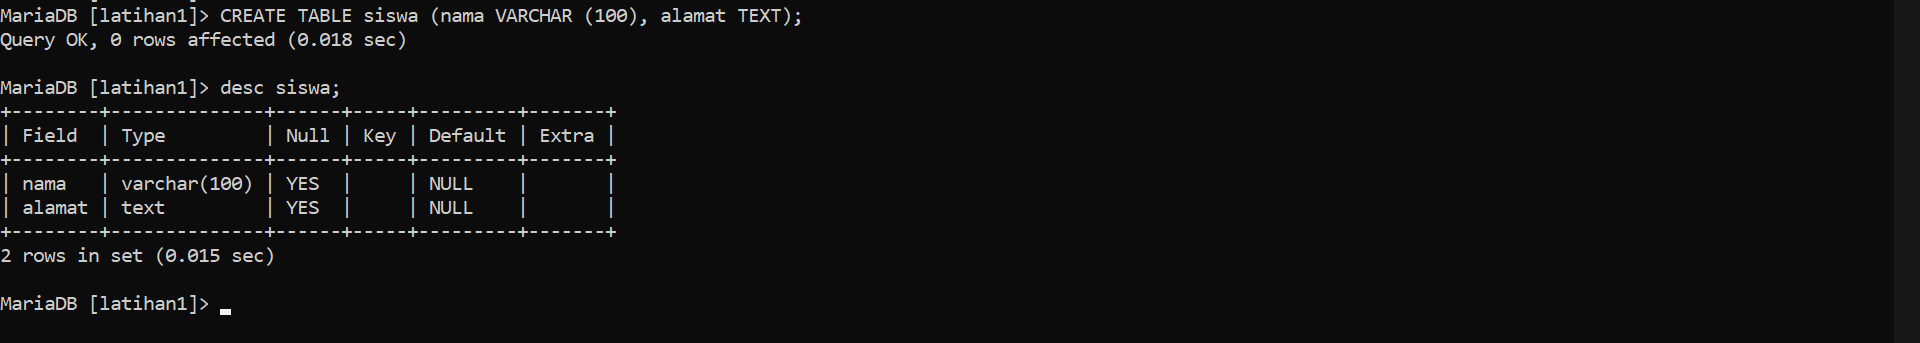 MariaDB [latihan1]> CREATE TABLE siswa (nama VARCHAR (100), alamat TEXT);
Query OK, 0 rows affected (0.018 sec)
MariaDB [latihan1]> desc siswa;
+--------+--------------+------+-----+---------+-------+
| Field  | Type         | Null | Key | Default | Extra |
+--------+--------------+------+-----+---------+-------+
| nama   | varchar(100) | YES  |     | NULL    |       |
| alamat | text         | YES  |     | NULL    |       |
+--------+--------------+------+-----+---------+-------+
2 rows in set (0.015 sec)
MariaDB [latihan1]>